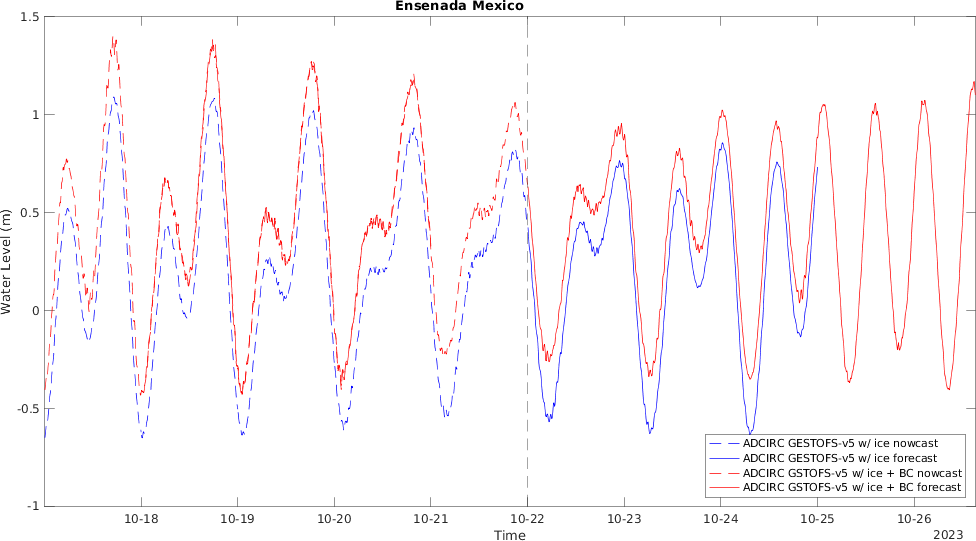 Ensenada Mexico
1.5
1
0.5
0
-0.5
-1
Water Level (m)
10-18 10-19 10-20 10-21 10-22 10-23 10-24 10-25 10-26
Time
2023
ADCIRC GESTOFS-v5 w/ ice nowcast
ADCIRC GESTOFS-v5 w/ ice forecast
ADCIRC GSTOFS-v5 w/ ice + BC nowcast
ADCIRC GSTOFS-v5 w/ ice + BC forecast